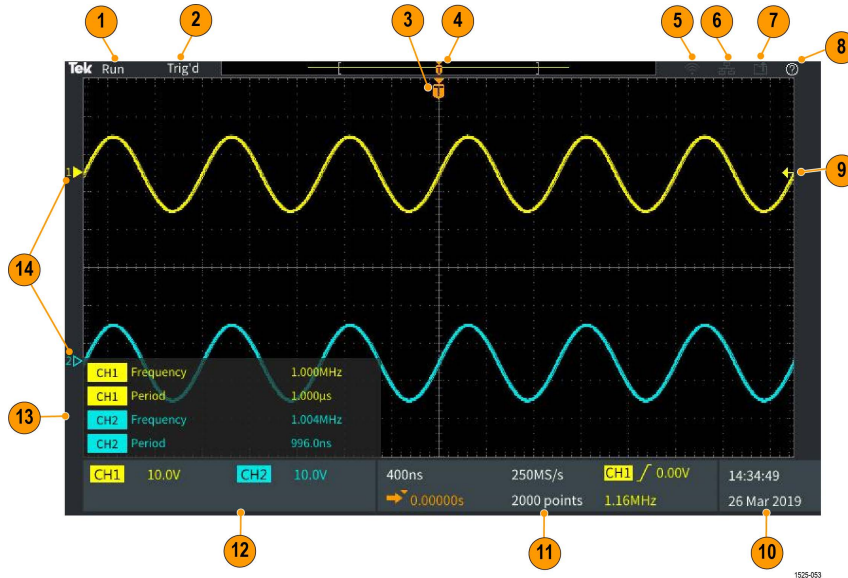 1 2 3 4 5 6 7 8
Tek Run Trig'd T ?
T
1 9
14
2
CH1 Frequency 1.000MHz
CH1 Period 1.000µs
13 CH2 Frequency 1.004MHz
CH2 Period 996.0ns
CH1 10.0V CH2 10.0V 400ns 250MS/s CH1 0.00V 14:34:49
0.00000s 2000 points 1.16MHz 26 Mar 2019
12 11 10
1525-053